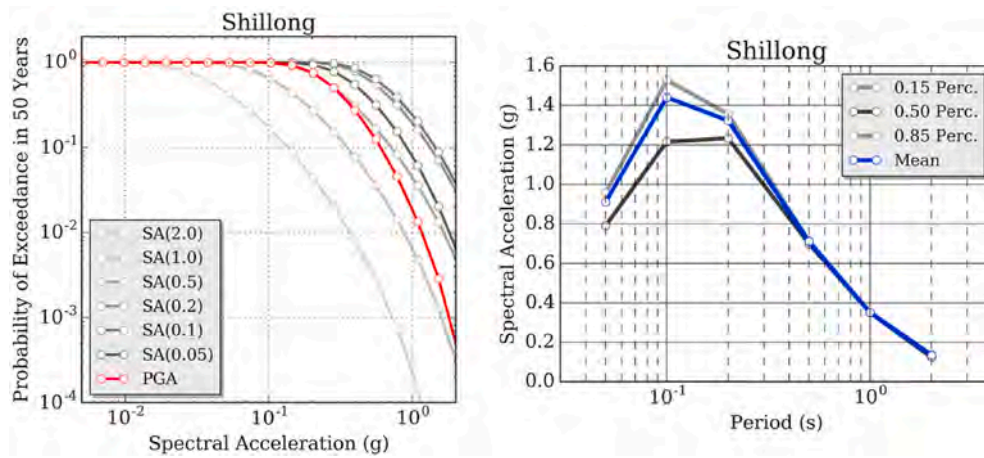 Shillong
Probability of Exceedance in 50 Years
10^0
10^-1
10^-2
10^-3
10^-4
SA(2.0)
SA(1.0)
SA(0.5)
SA(0.2)
SA(0.1)
SA(0.05)
PGA
10^-2
10^-1
10^0
Spectral Acceleration (g)
Shillong
Spectral Acceleration (g)
1.6
1.4
1.2
1.0
0.8
0.6
0.4
0.2
0.0
0.15 Perc.
0.50 Perc.
0.85 Perc.
Mean
10^-1
10^0
Period (s)